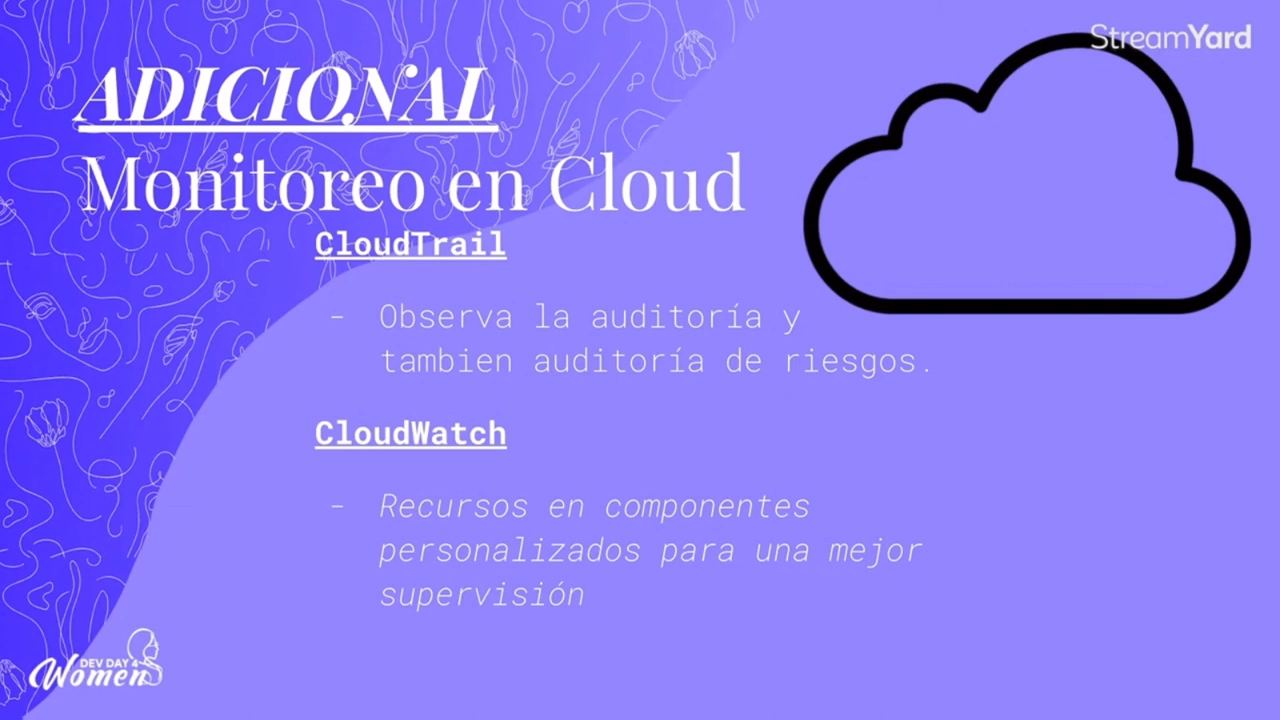 StreamYard
ADICIONAL
Monitoreo en Cloud
CloudTrail
- Observa la auditoría y
tambien auditoría de riesgos.
CloudWatch
- Recursos en componentes
personalizados para una mejor
supervisión
DEV DAY 4
Women